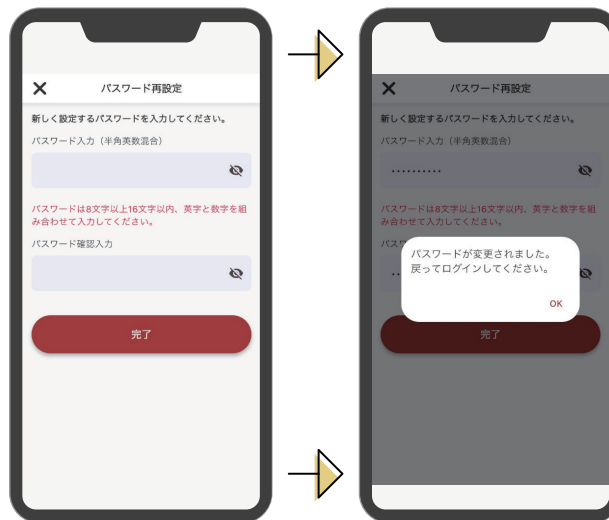 パスワード再設定
新しく設定するパスワードを入力してください。
パスワード入力（半角英数混合）
パスワードは8文字以上16文字以内、英字と数字を組
み合わせて入力してください。
パスワード確認入力
完了
パスワード再設定
新しく設定するパスワードを入力してください。
パスワード入力（半角英数混合）
..........
パスワードは8文字以上16文字以内、英字と数字を組
み合わせて入力してください。
パスワ
パスワードが変更されました。
戻ってログインしてください。
OK
完了